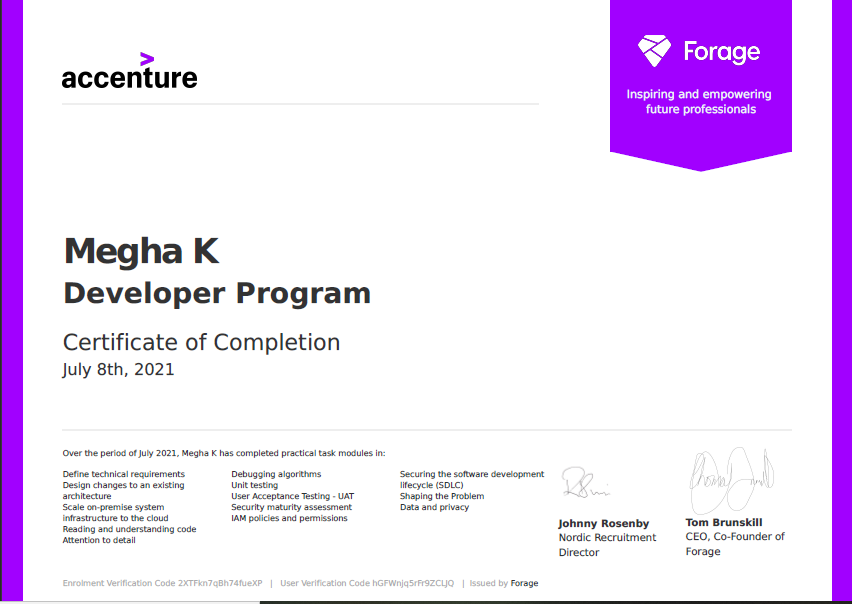 accenture
Forage
Inspiring and empowering
future professionals
Megha K
Developer Program
Certificate of Completion
July 8th, 2021
Over the period of July 2021, Megha K has completed practical task modules in:
Define technical requirements
Design changes to an existing
architecture
Scale on-premise system
infrastructure to the cloud
Reading and understanding code
Attention to detail
Debugging algorithms
Unit testing
User Acceptance Testing - UAT
Security maturity assessment
IAM policies and permissions
Securing the software development
lifecycle (SDLC)
Shaping the Problem
Data and privacy
Johnny Rosenby
Nordic Recruitment
Director
Tom Brunskill
CEO, Co-Founder of
Forage
Enrolment Verification Code 2XTFkn7qBh74fueXP | User Verification Code hGFWnjq5rFr9ZCLJQ | Issued by Forage